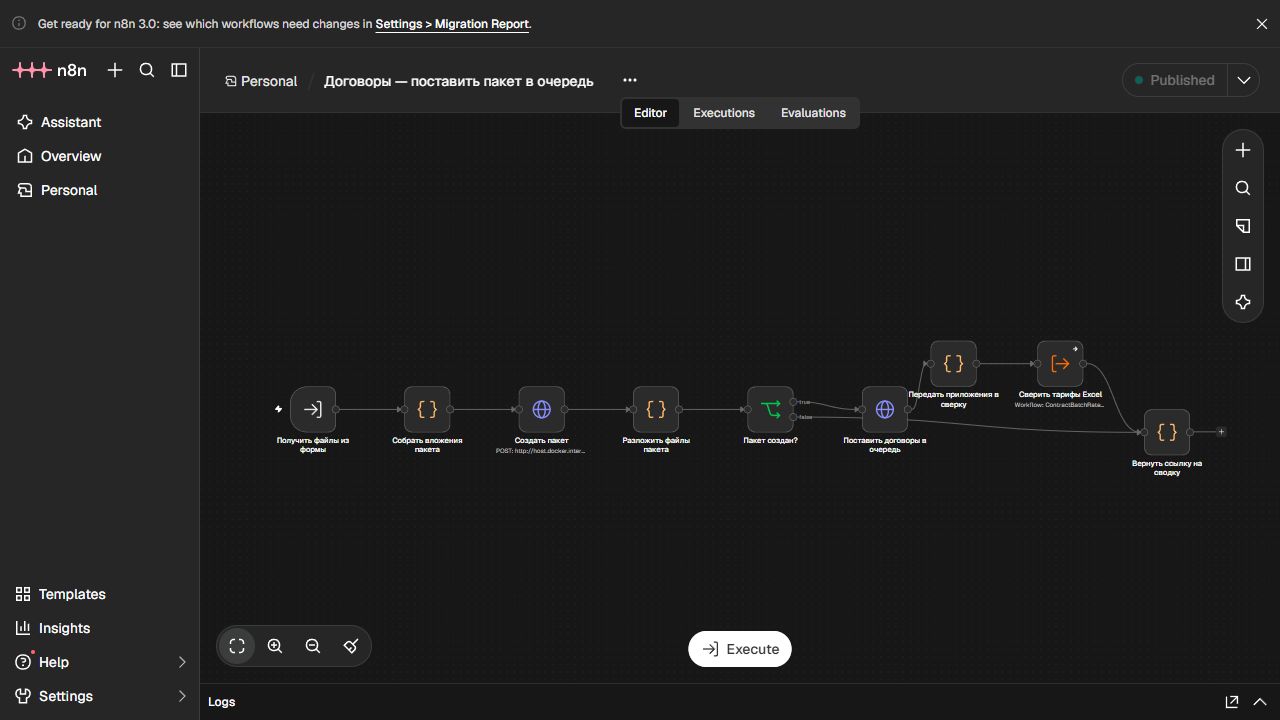 Get ready for n8n 3.0: see which workflows need changes in Settings > Migration Report.
n8n
Personal / Договоры — поставить пакет в очередь
Published
Editor
Executions
Evaluations
Assistant
Overview
Personal
Получить файлы из
формы
Собрать вложения
пакета
Создать пакет
POST: http://host.docker.inter...
Разложить файлы
пакета
Пакет создан?
true
false
Поставить договоры в
очередь
Передать приложения в
сверку
Сверить тарифы Excel
Workflow: ContractBatchRate...
Вернуть ссылку на
сводку
Templates
Insights
Help
Settings
Execute
Logs